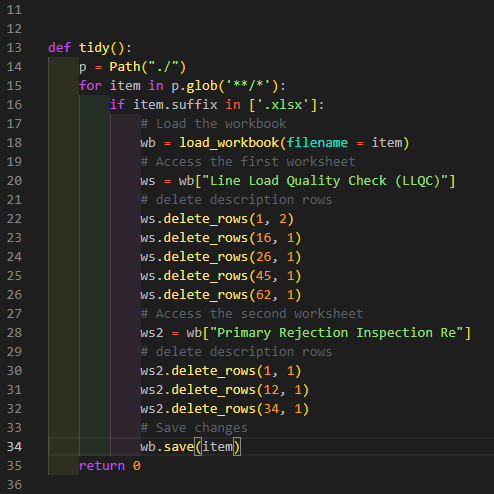 11
12
13 def tidy():
14     p = Path("./")
15     for item in p.glob('**/*'):
16         if item.suffix in ['.xlsx']:
17             # Load the workbook
18             wb = load_workbook(filename = item)
19             # Access the first worksheet
20             ws = wb["Line Load Quality Check (LLQC)"]
21             # delete description rows
22             ws.delete_rows(1, 2)
23             ws.delete_rows(16, 1)
24             ws.delete_rows(26, 1)
25             ws.delete_rows(45, 1)
26             ws.delete_rows(62, 1)
27             # Access the second worksheet
28             ws2 = wb["Primary Rejection Inspection Re"]
29             # delete description rows
30             ws2.delete_rows(1, 1)
31             ws2.delete_rows(12, 1)
32             ws2.delete_rows(34, 1)
33             # Save changes
34             wb.save(item)
35     return 0
36